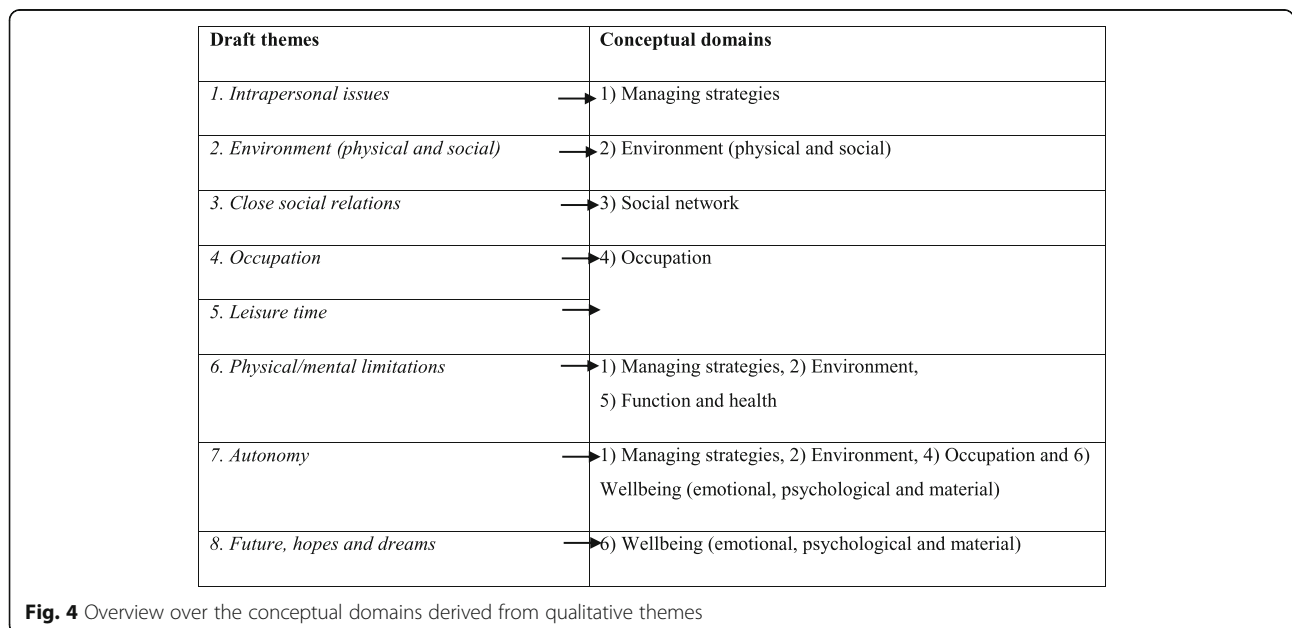 Draft themes
Conceptual domains
1. Intrapersonal issues
1) Managing strategies
2. Environment (physical and social)
2) Environment (physical and social)
3. Close social relations
3) Social network
4. Occupation
4) Occupation
5. Leisure time
6. Physical/mental limitations
1) Managing strategies, 2) Environment,
5) Function and health
7. Autonomy
1) Managing strategies, 2) Environment, 4) Occupation and 6)
Wellbeing (emotional, psychological and material)
8. Future, hopes and dreams
6) Wellbeing (emotional, psychological and material)
Fig. 4 Overview over the conceptual domains derived from qualitative themes